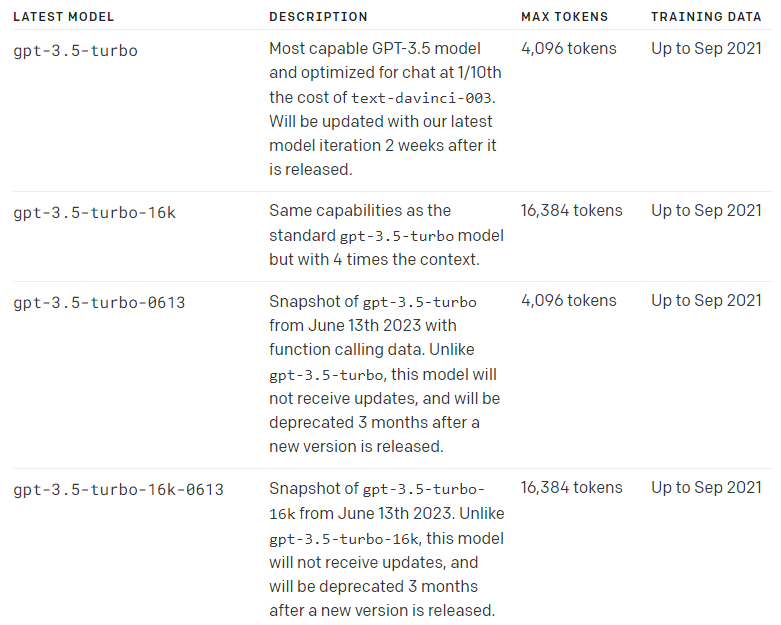 LATEST MODEL DESCRIPTION MAX TOKENS TRAINING DATA
gpt-3.5-turbo Most capable GPT-3.5 model 4,096 tokens Up to Sep 2021
and optimized for chat at 1/10th
the cost of text-davinci-003.
Will be updated with our latest
model iteration 2 weeks after it
is released.
gpt-3.5-turbo-16k Same capabilities as the 16,384 tokens Up to Sep 2021
standard gpt-3.5-turbo model
but with 4 times the context.
gpt-3.5-turbo-0613 Snapshot of gpt-3.5-turbo 4,096 tokens Up to Sep 2021
from June 13th 2023 with
function calling data. Unlike
gpt-3.5-turbo, this model will
not receive updates, and will be
deprecated 3 months after a
new version is released.
gpt-3.5-turbo-16k-0613 Snapshot of gpt-3.5-turbo- 16,384 tokens Up to Sep 2021
16k from June 13th 2023. Unlike
gpt-3.5-turbo-16k, this model
will not receive updates, and
will be deprecated 3 months
after a new version is released.